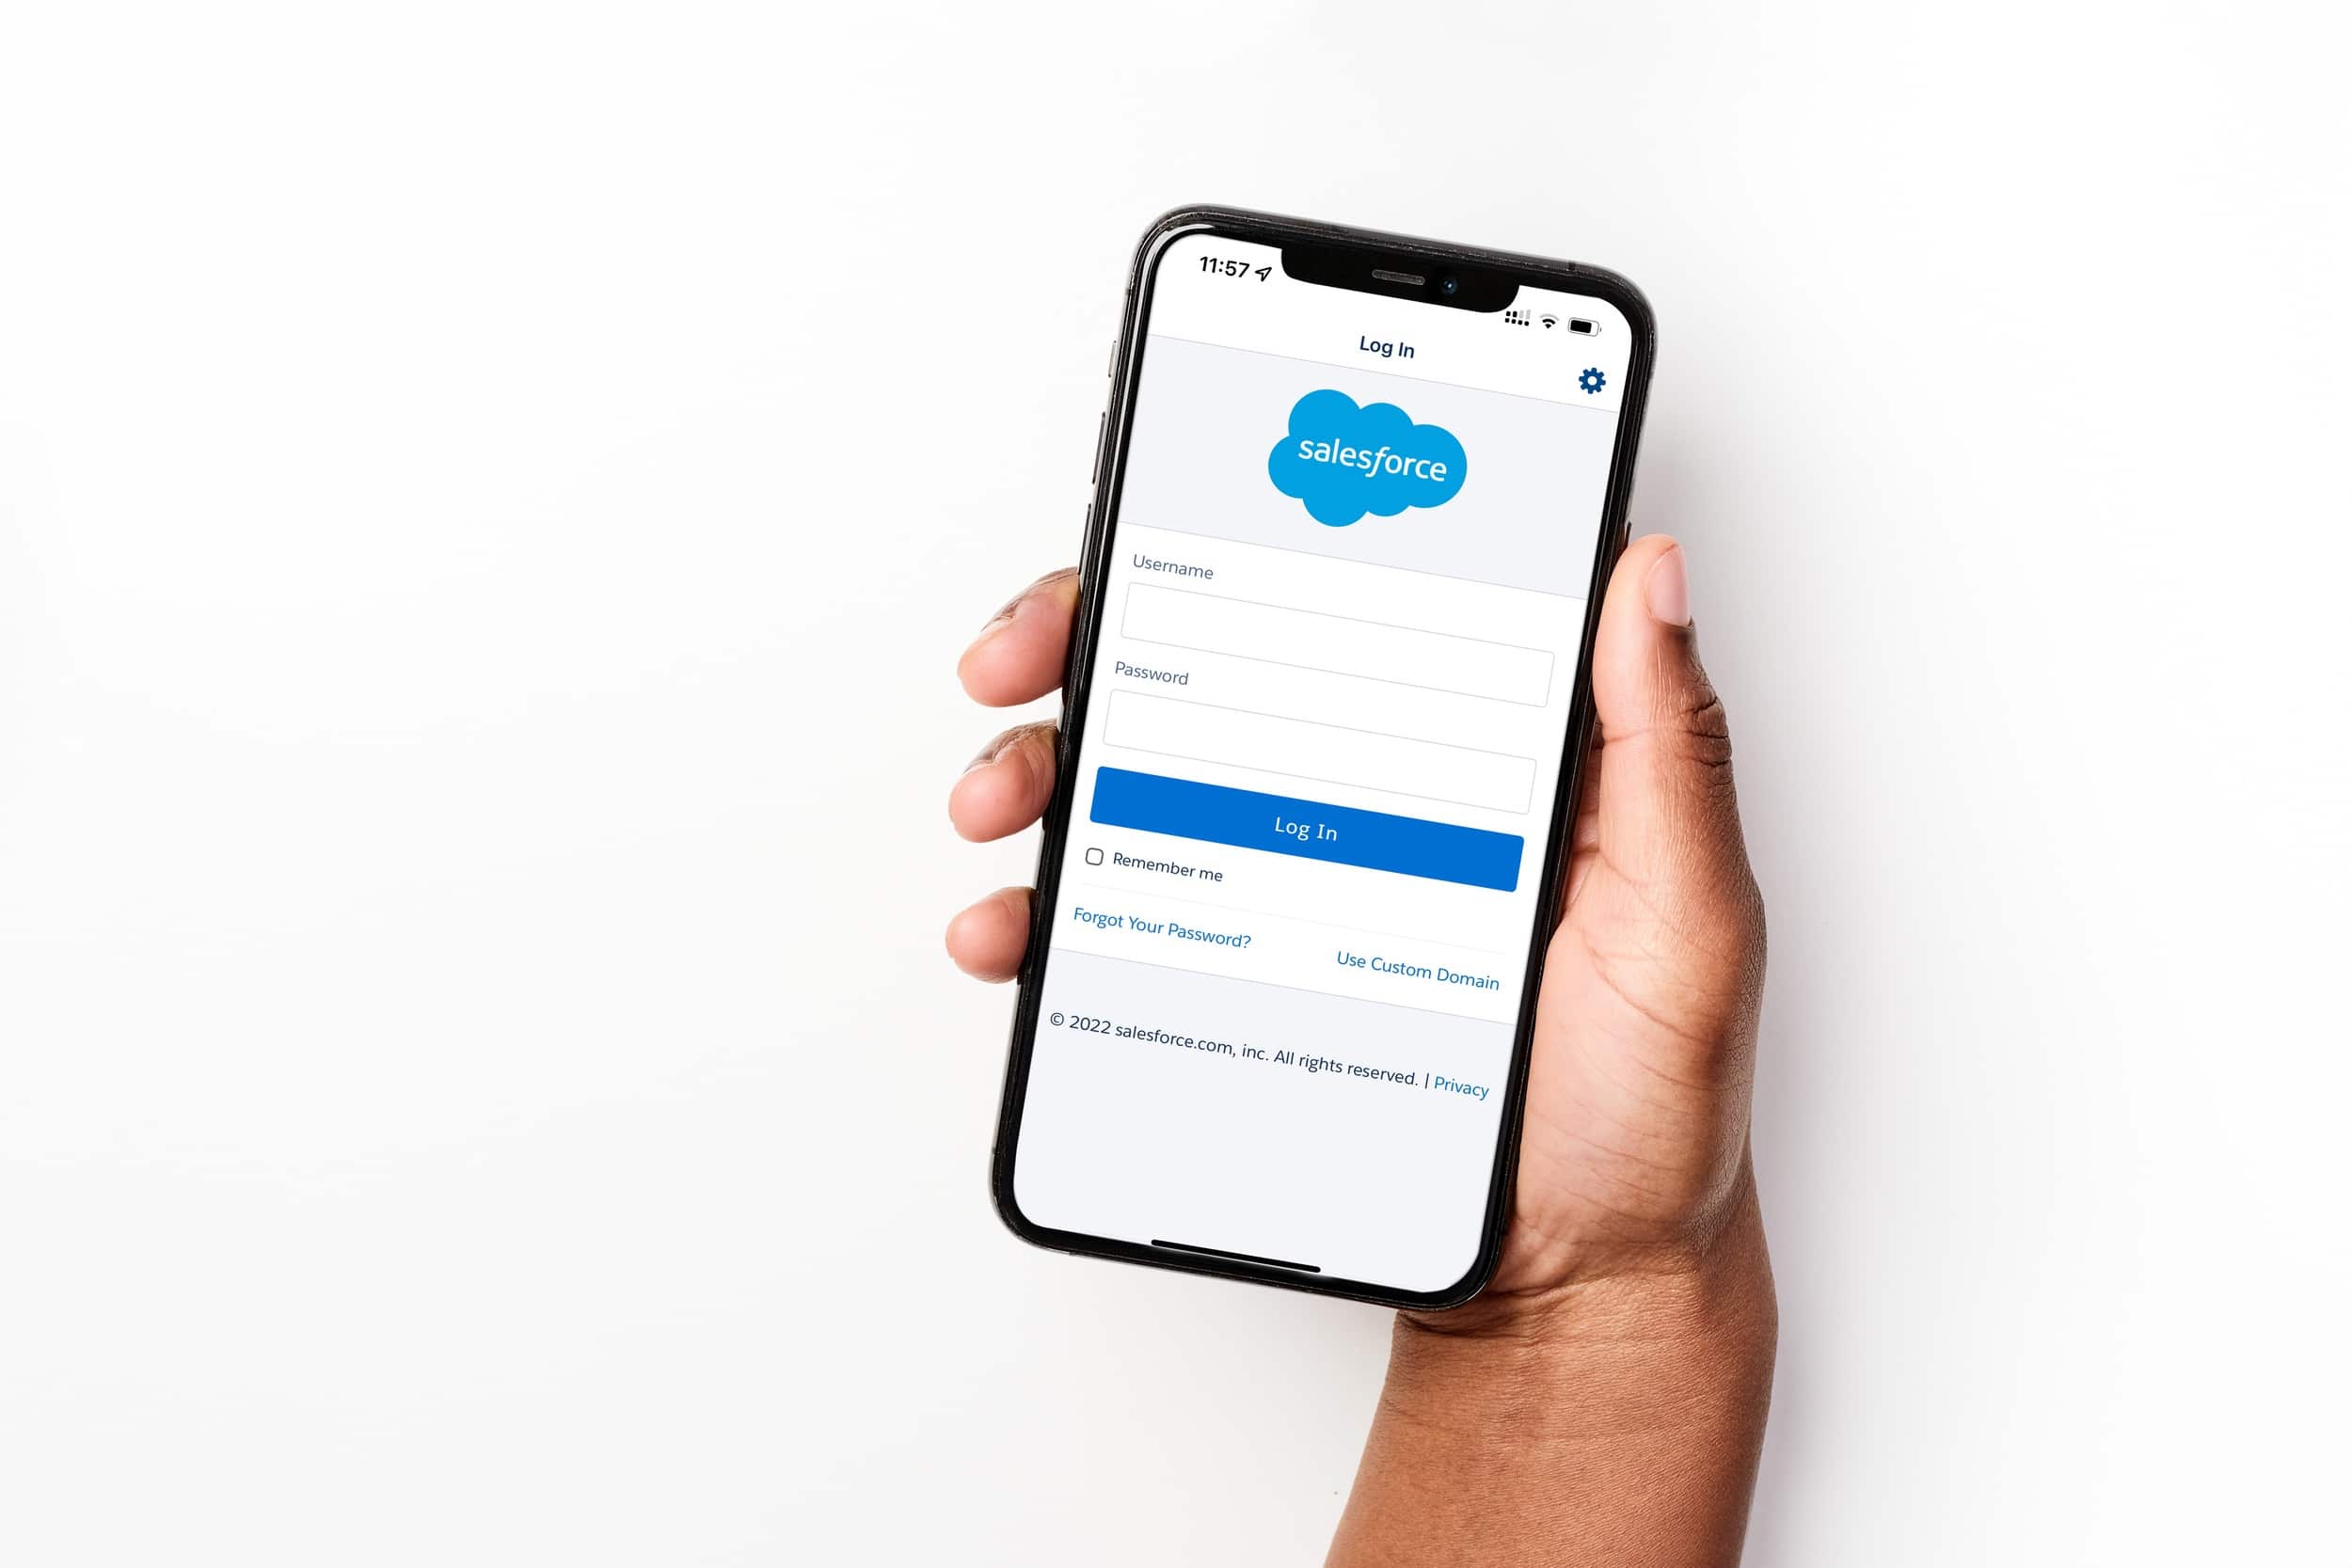 11:57
Log In
salesforce
Username
Password
Log In
Remember me
Forgot Your Password?
Use Custom Domain
© 2022 salesforce.com, inc. All rights reserved. | Privacy